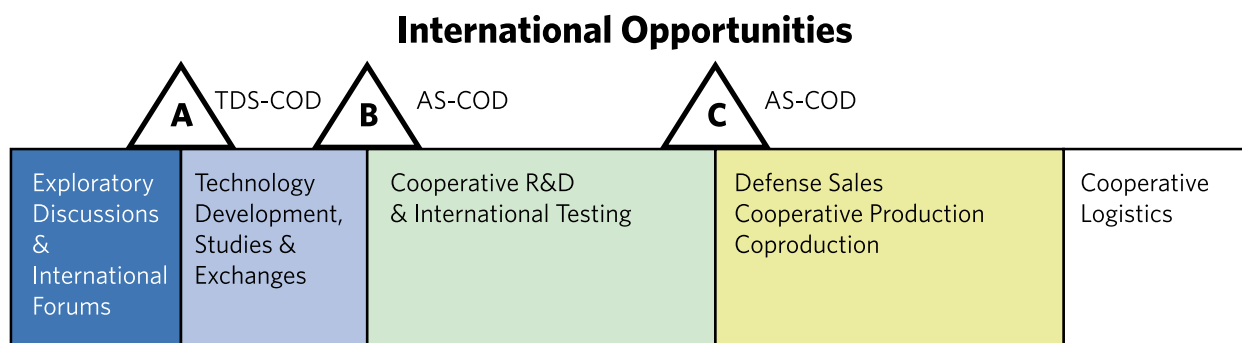 International Opportunities
A
TDS-COD
B
AS-COD
C
AS-COD
Exploratory
Discussions
&
International
Forums
Technology
Development,
Studies &
Exchanges
Cooperative R&D
& International Testing
Defense Sales
Cooperative Production
Coproduction
Cooperative
Logistics